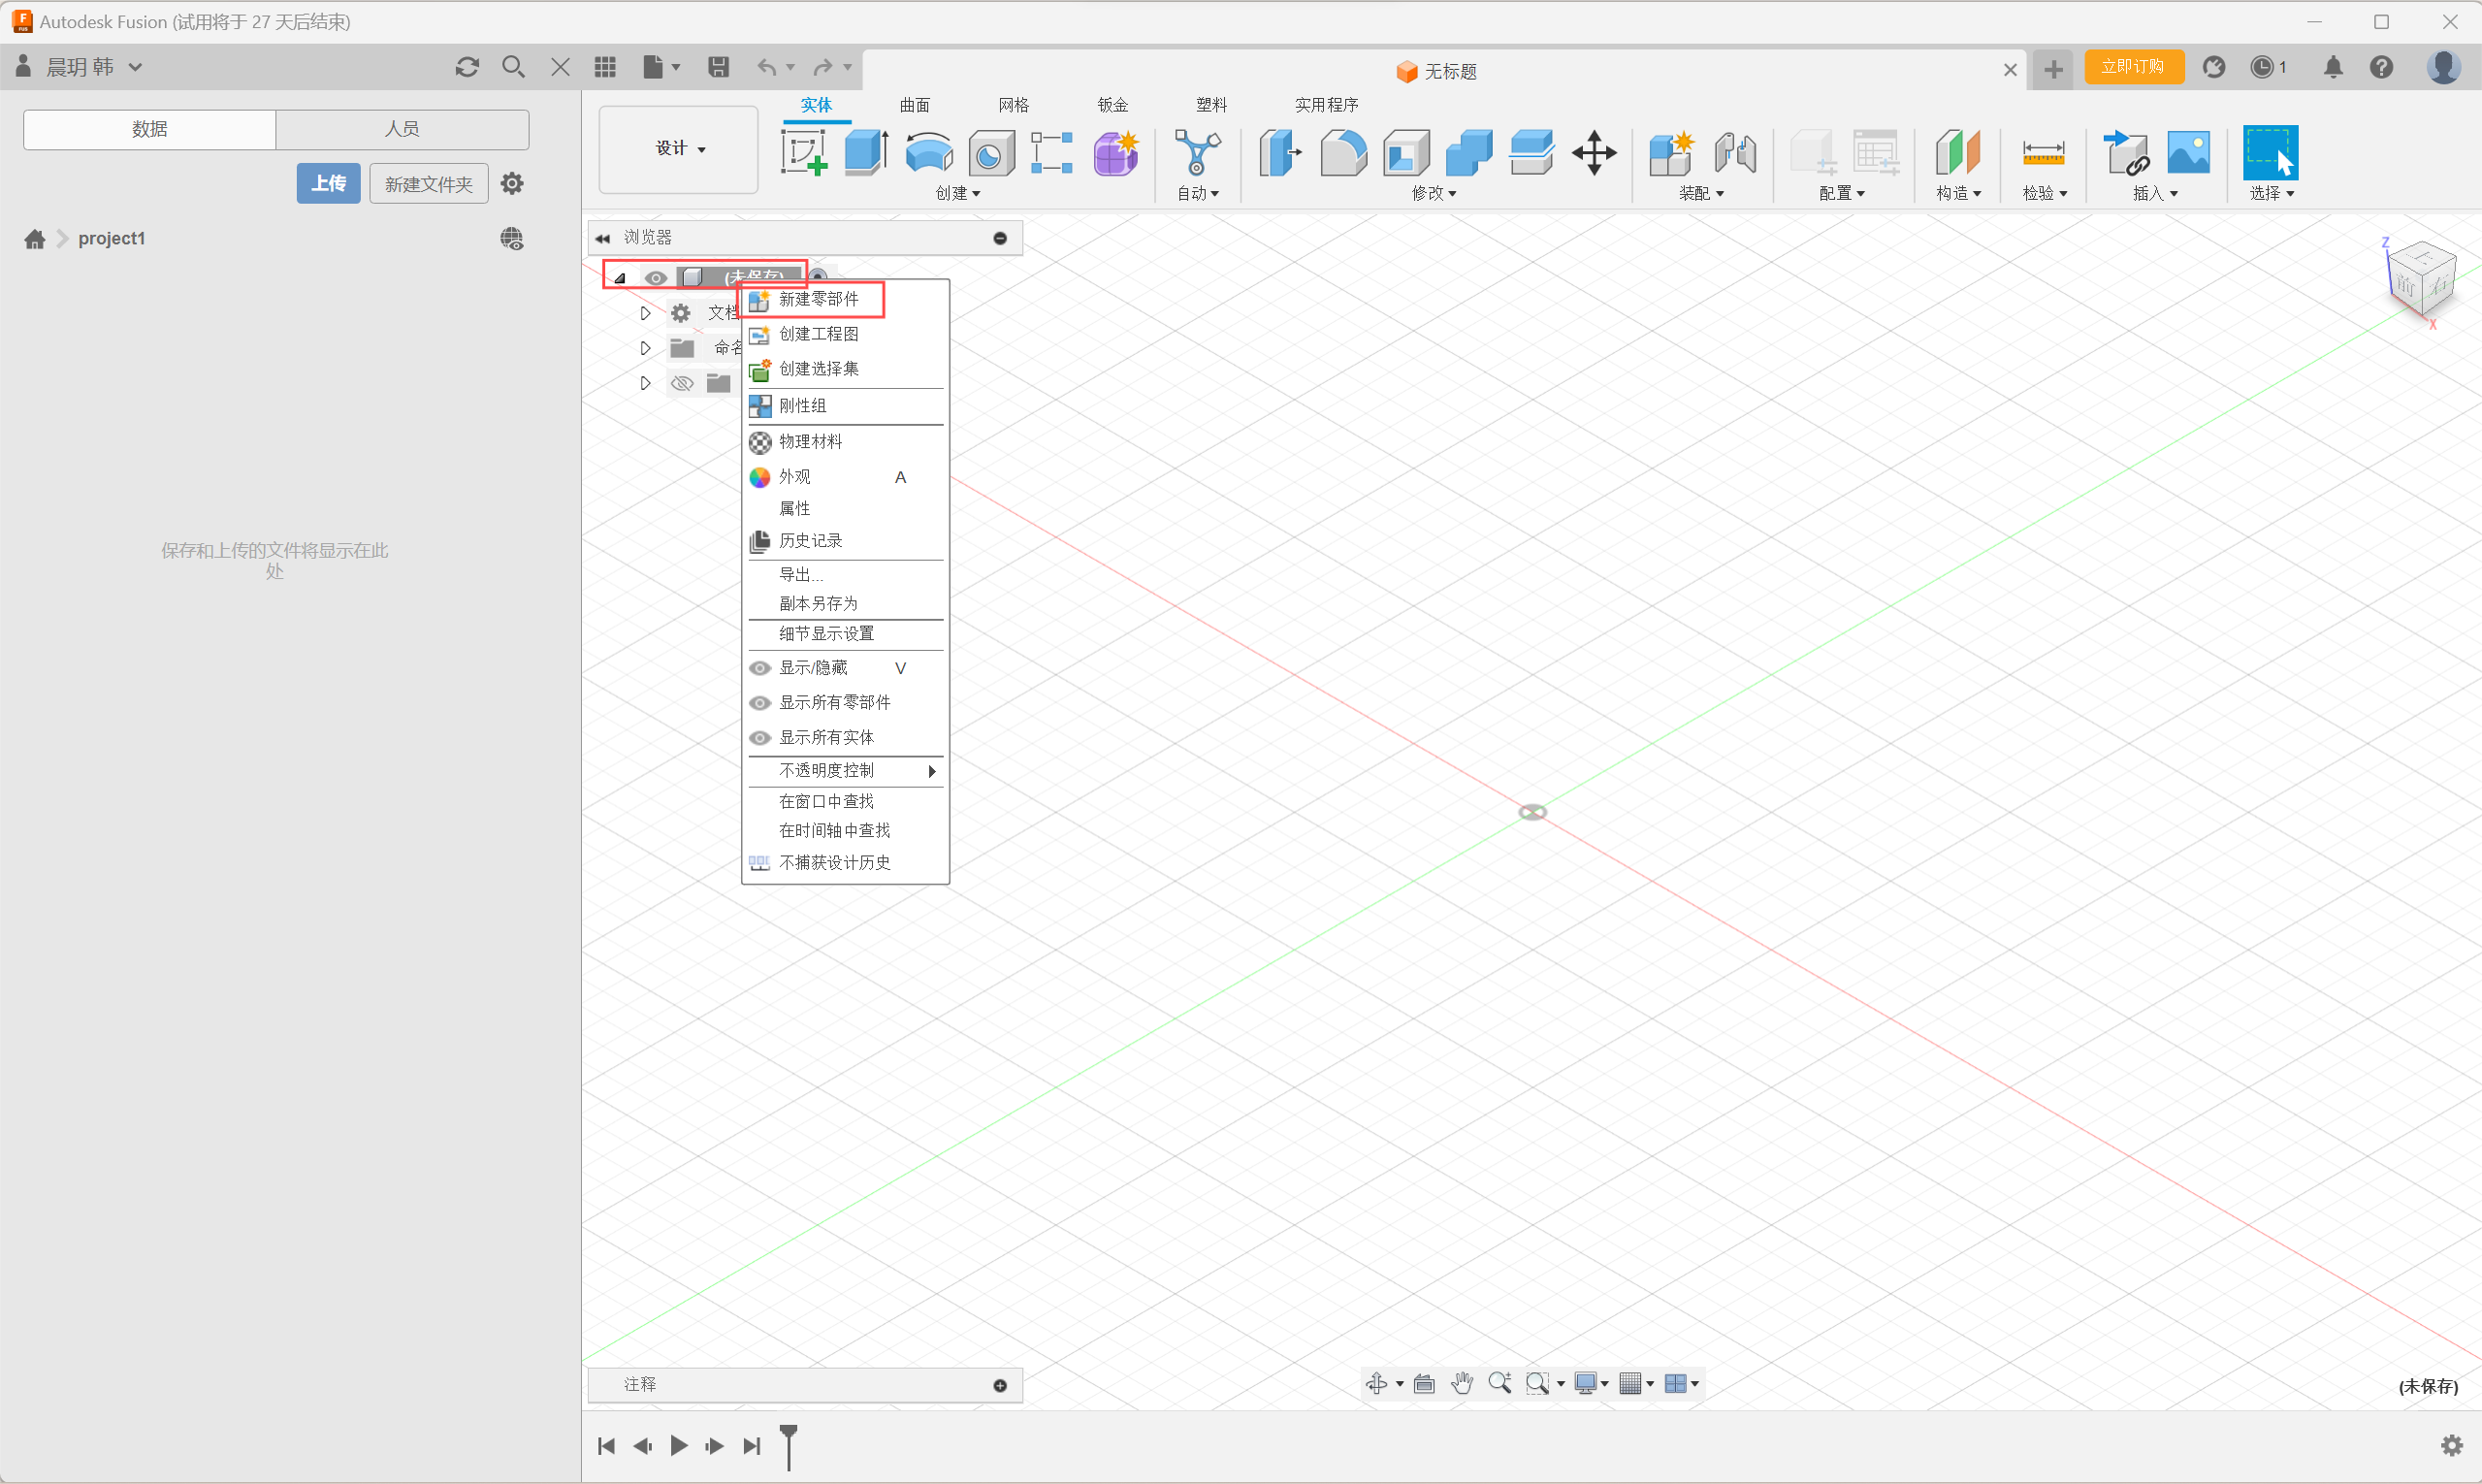 Autodesk Fusion (试用将于 27 天后结束)
晨玥 韩
无标题
立即订购
1
数据
人员
上传
新建文件夹
project1
保存和上传的文件将显示在此
处
设计
实体
曲面
网格
钣金
塑料
实用程序
创建
自动
修改
装配
配置
构造
检验
插入
选择
浏览器
(未保存)
文档
命名
新建零部件
创建工程图
创建选择集
刚性组
物理材料
外观 A
属性
历史记录
导出...
副本另存为
细节显示设置
显示/隐藏 V
显示所有零部件
显示所有实体
不透明度控制
在窗口中查找
在时间轴中查找
不捕获设计历史
Z
上
前
右
X
注释
(未保存)